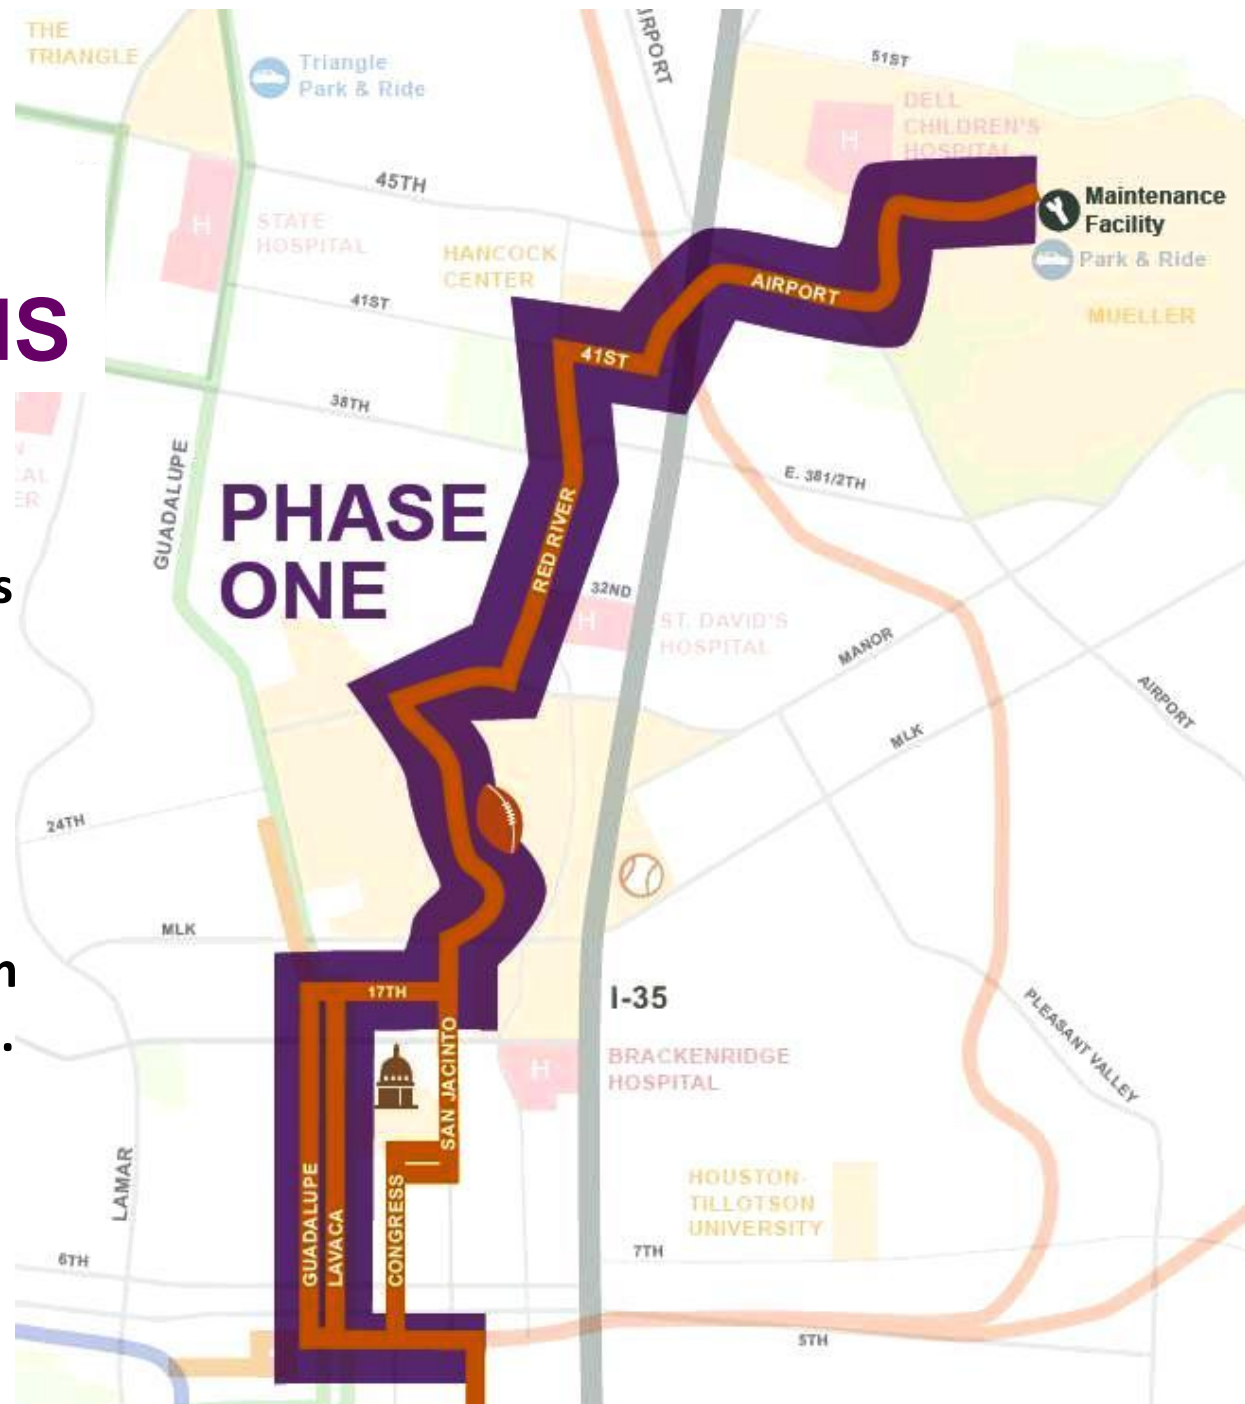 THE
TRIANGLE
Triangle
Park & Ride
51ST
DELL
CHILDREN'S
HOSPITAL
H
45TH
Maintenance
Facility
H
STATE
HOSPITAL
HANCOCK
CENTER
Park & Ride
AIRPORT
41ST
MUELLER
41ST
38TH
GUADALUPE
E. 381/2TH
PHASE
ONE
RED RIVER
32ND
H
ST. DAVID'S
HOSPITAL
MANOR
AIRPORT
MLK
24TH
MLK
17TH
I-35
PLEASANT VALLEY
SAN JACINTO
H
BRACKENRIDGE
HOSPITAL
LAMAR
GUADALUPE
LAVACA
CONGRESS
HOUSTON-
TILLOTSON
UNIVERSITY
7TH
6TH
5TH